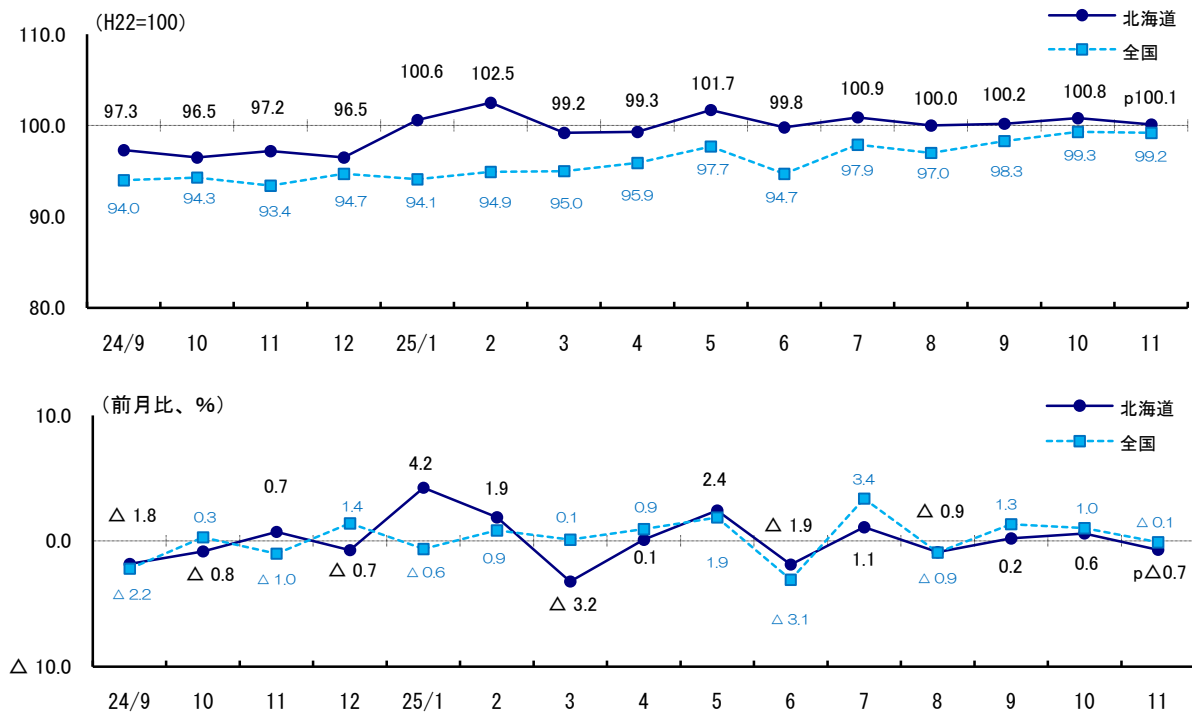 (H22=100)
北海道
全国
110.0
100.0
90.0
80.0
97.3 96.5 97.2 96.5 100.6 102.5 99.2 99.3 101.7 99.8 100.9 100.0 100.2 100.8 p100.1
94.0 94.3 93.4 94.7 94.1 94.9 95.0 95.9 97.7 94.7 97.9 97.0 98.3 99.3 99.2
24/9 10 11 12 25/1 2 3 4 5 6 7 8 9 10 11
(前月比、%)
北海道
全国
10.0
0.0
△ 10.0
△ 1.8 △ 0.8 0.7 △ 0.7 4.2 1.9 △ 3.2 0.1 2.4 △ 1.9 1.1 △ 0.9 0.2 0.6 p△0.7
△ 2.2 0.3 △ 1.0 1.4 △ 0.6 0.9 0.1 0.9 1.9 △ 3.1 3.4 △ 0.9 1.3 1.0 △ 0.1
24/9 10 11 12 25/1 2 3 4 5 6 7 8 9 10 11